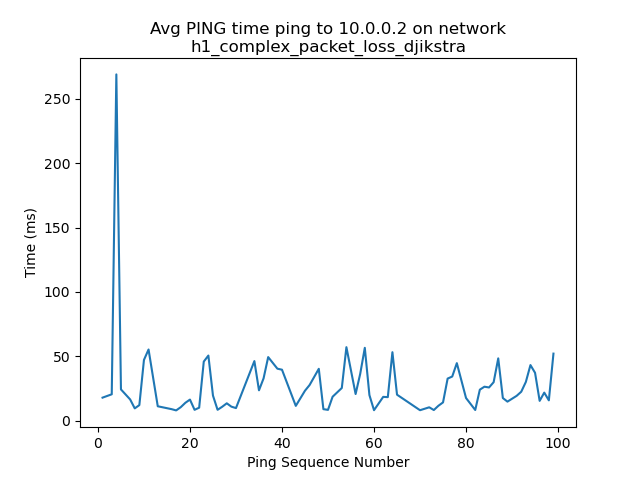 Avg PING time ping to 10.0.0.2 on network
h1_complex_packet_loss_djikstra
250
200
150
100
50
0
Time (ms)
0 20 40 60 80 100
Ping Sequence Number